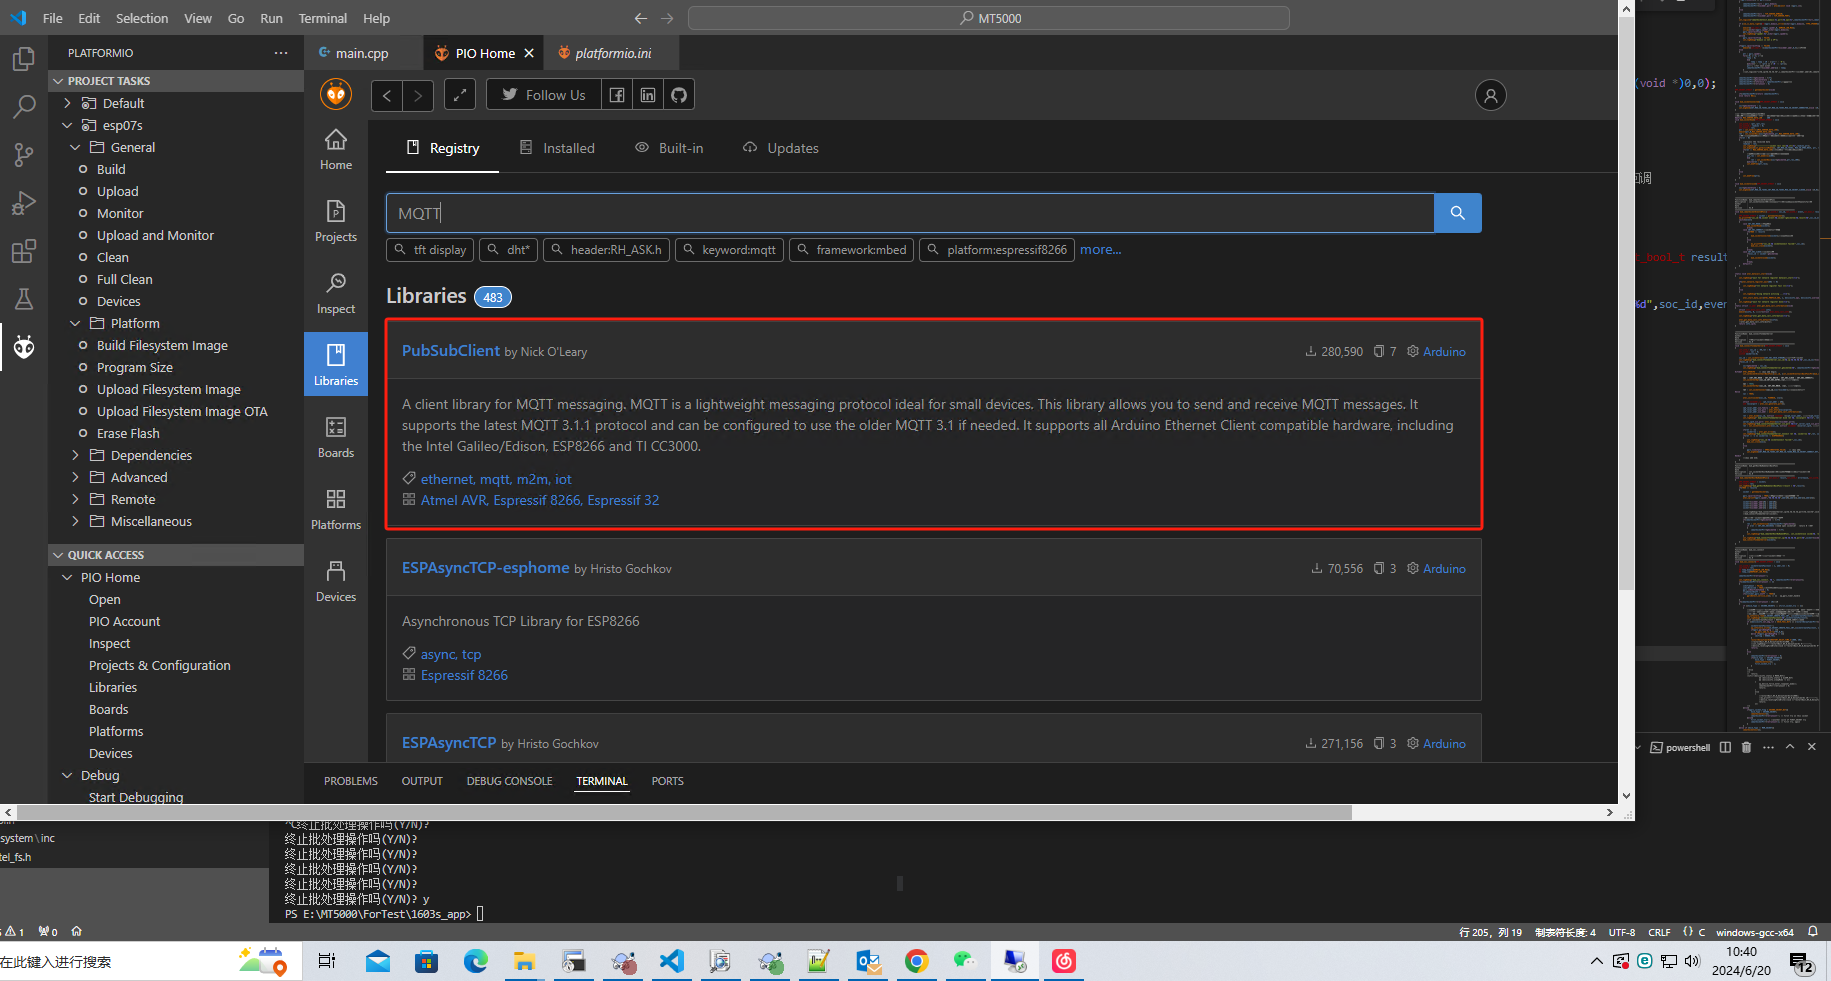 File Edit Selection View Go Run Terminal Help
MT5000
PLATFORMIO
main.cpp
PIO Home
platformio.ini
PROJECT TASKS
Default
esp07s
General
Build
Upload
Monitor
Upload and Monitor
Clean
Full Clean
Devices
Platform
Build Filesystem Image
Program Size
Upload Filesystem Image
Upload Filesystem Image OTA
Erase Flash
Dependencies
Advanced
Remote
Miscellaneous
QUICK ACCESS
PIO Home
Open
PIO Account
Inspect
Projects & Configuration
Libraries
Boards
Platforms
Devices
Debug
Start Debugging
Follow Us
Home
Projects
Inspect
Libraries
Boards
Platforms
Devices
Registry Installed Built-in Updates
MQTT
tft display dht* header:RH_ASK.h keyword:mqtt framework:mbed platform:espressif8266 more...
Libraries 483
PubSubClient by Nick O'Leary 280,590 7 Arduino
A client library for MQTT messaging. MQTT is a lightweight messaging protocol ideal for small devices. This library allows you to send and receive MQTT messages. It
supports the latest MQTT 3.1.1 protocol and can be configured to use the older MQTT 3.1 if needed. It supports all Arduino Ethernet Client compatible hardware, including
the Intel Galileo/Edison, ESP8266 and TI CC3000.
ethernet, mqtt, m2m, iot
Atmel AVR, Espressif 8266, Espressif 32
ESPAsyncTCP-esphome by Hristo Gochkov 70,556 3 Arduino
Asynchronous TCP Library for ESP8266
async, tcp
Espressif 8266
ESPAsyncTCP by Hristo Gochkov 271,156 3 Arduino
PROBLEMS OUTPUT DEBUG CONSOLE TERMINAL PORTS
(void *)0,0);
回调
t_bool_t result
%d",soc_id,even
powershell
system\inc
tel_fs.h
^C终止批处理操作吗(Y/N)?
终止批处理操作吗(Y/N)?
终止批处理操作吗(Y/N)?
终止批处理操作吗(Y/N)?
终止批处理操作吗(Y/N)?
终止批处理操作吗(Y/N)? y
PS E:\MT5000\ForTest\1603s_app>
1 0
行 205，列 19 制表符长度: 4 UTF-8 CRLF {} C windows-gcc-x64
在此键入进行搜索
10:40
2024/6/20
12